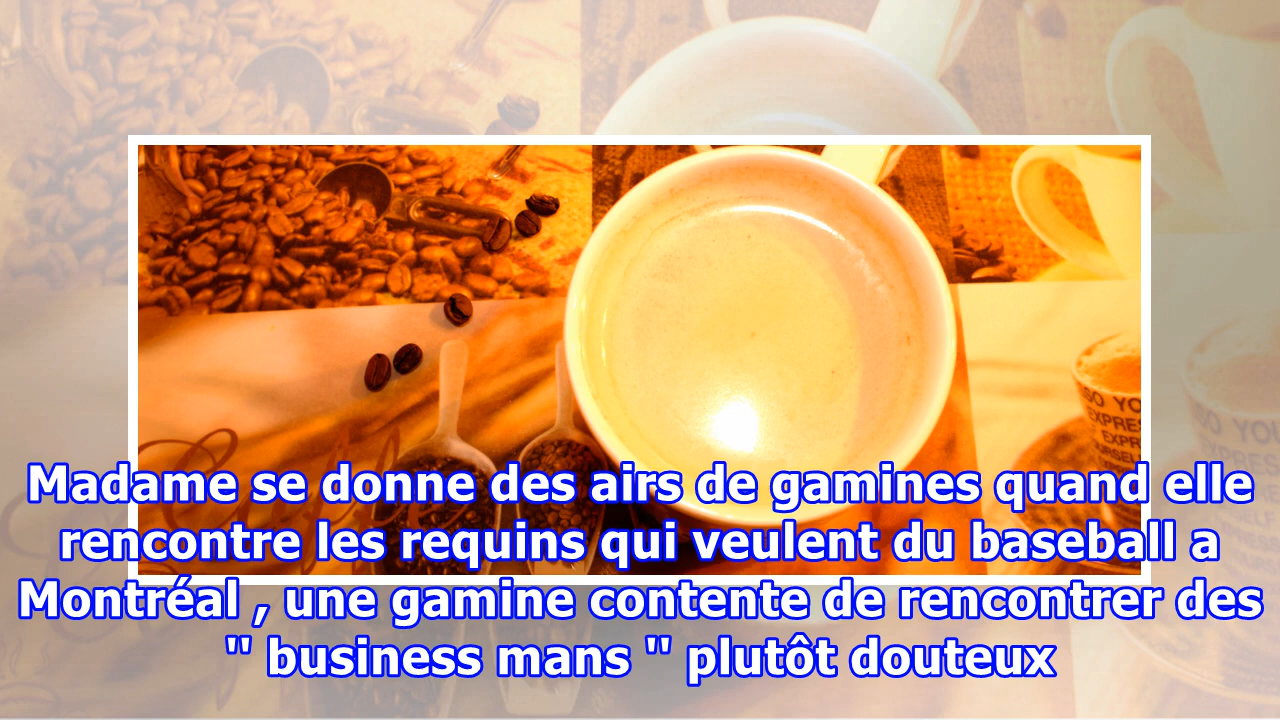 Madame se donne des airs de gamines quand elle
rencontre les requins qui veulent du baseball a
Montréal , une gamine contente de rencontrer des
" business mans " plutôt douteux